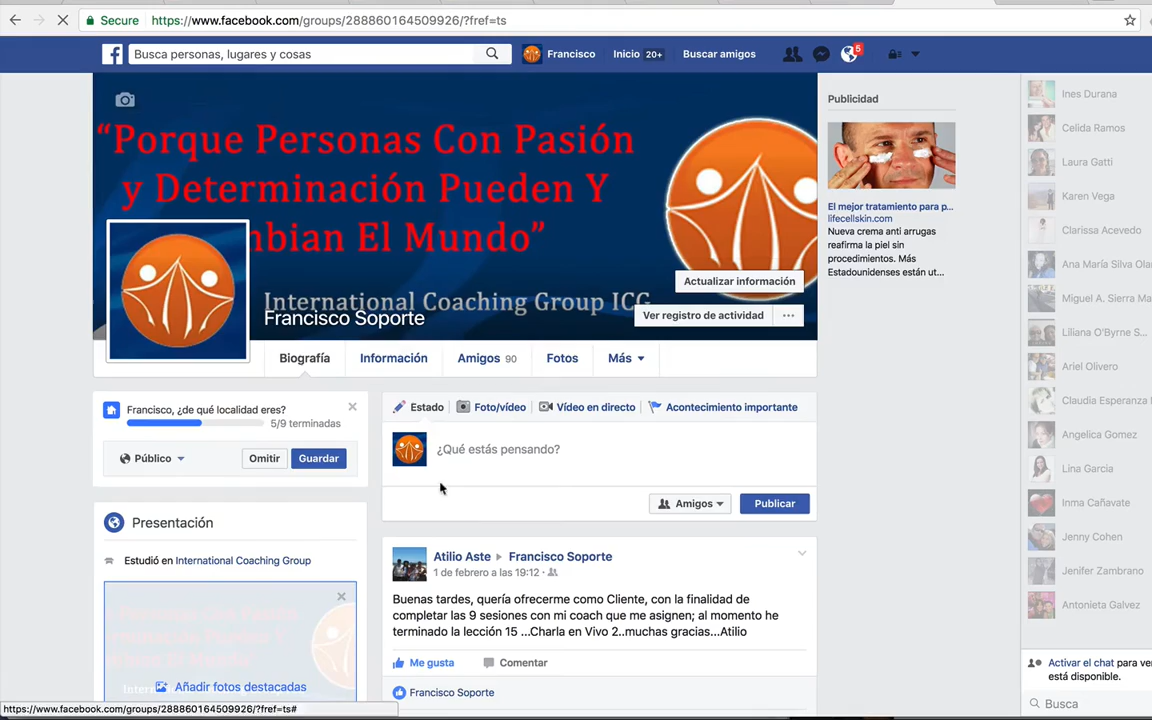 Secure https://www.facebook.com/groups/288860164509926/?fref=ts
Busca personas, lugares y cosas
Francisco Inicio 20+ Buscar amigos 5
"Porque Personas Con Pasión
y Determinación Pueden Y
mbian El Mundo"
International Coaching Group ICG
Francisco Soporte
Actualizar información
Ver registro de actividad
Biografía Información Amigos 90 Fotos Más
Francisco, ¿de qué localidad eres?
5/9 terminadas
Público Omitir Guardar
Presentación
Estudió en International Coaching Group
Añadir fotos destacadas
https://www.facebook.com/groups/288860164509926/?fref=ts#
Estado Foto/vídeo Vídeo en directo Acontecimiento importante
¿Qué estás pensando?
Amigos Publicar
Atilio Aste Francisco Soporte
1 de febrero a las 19:12 ·
Buenas tardes, quería ofrecerme como Cliente, con la finalidad de
completar las 9 sesiones con mi coach que me asignen; al momento he
terminado la lección 15 ...Charla en Vivo 2..muchas gracias...Atilio
Me gusta Comentar
Francisco Soporte
Publicidad
El mejor tratamiento para p...
lifecellskin.com
Nueva crema anti arrugas
reafirma la piel sin
procedimientos. Más
Estadounidenses están ut...
Ines Durana
Celida Ramos
Laura Gatti
Karen Vega
Clarissa Acevedo
Ana María Silva Ola
Miguel A. Sierra Ma
Liliana O'Byrne S...
Ariel Olivero
Claudia Esperanza
Angelica Gomez
Lina Garcia
Inma Cañavate
Jenny Cohen
Jenifer Zambrano
Antonieta Galvez
Activar el chat para ve
está disponible.
Busca